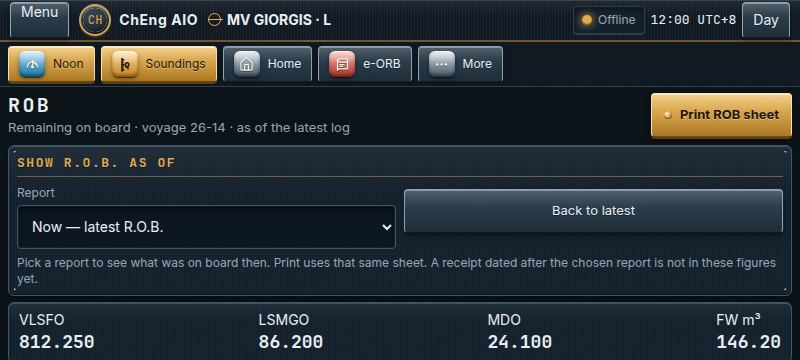 Menu
CH
ChEng AIO
MV GIORGIS · L
Offline
12:00 UTC+8
Day
Noon
Soundings
Home
e-ORB
More
ROB
Remaining on board · voyage 26-14 · as of the latest log
Print ROB sheet
SHOW R.O.B. AS OF
Report
Now — latest R.O.B.
Back to latest
Pick a report to see what was on board then. Print uses that same sheet. A receipt dated after the chosen report is not in these figures
yet.
VLSFO
LSMGO
MDO
FW m³
812.250
86.200
24.100
146.20